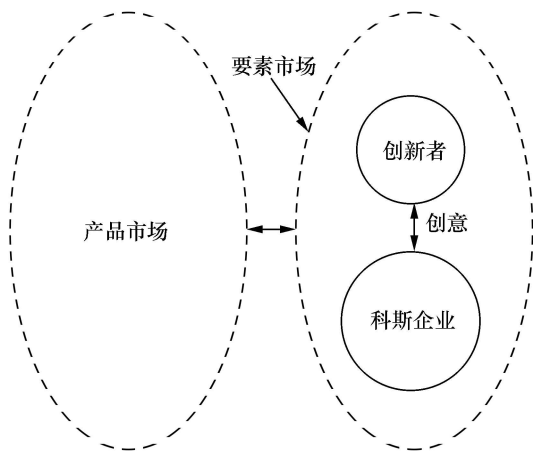 要素市场
创新者
产品市场
创意
科斯企业